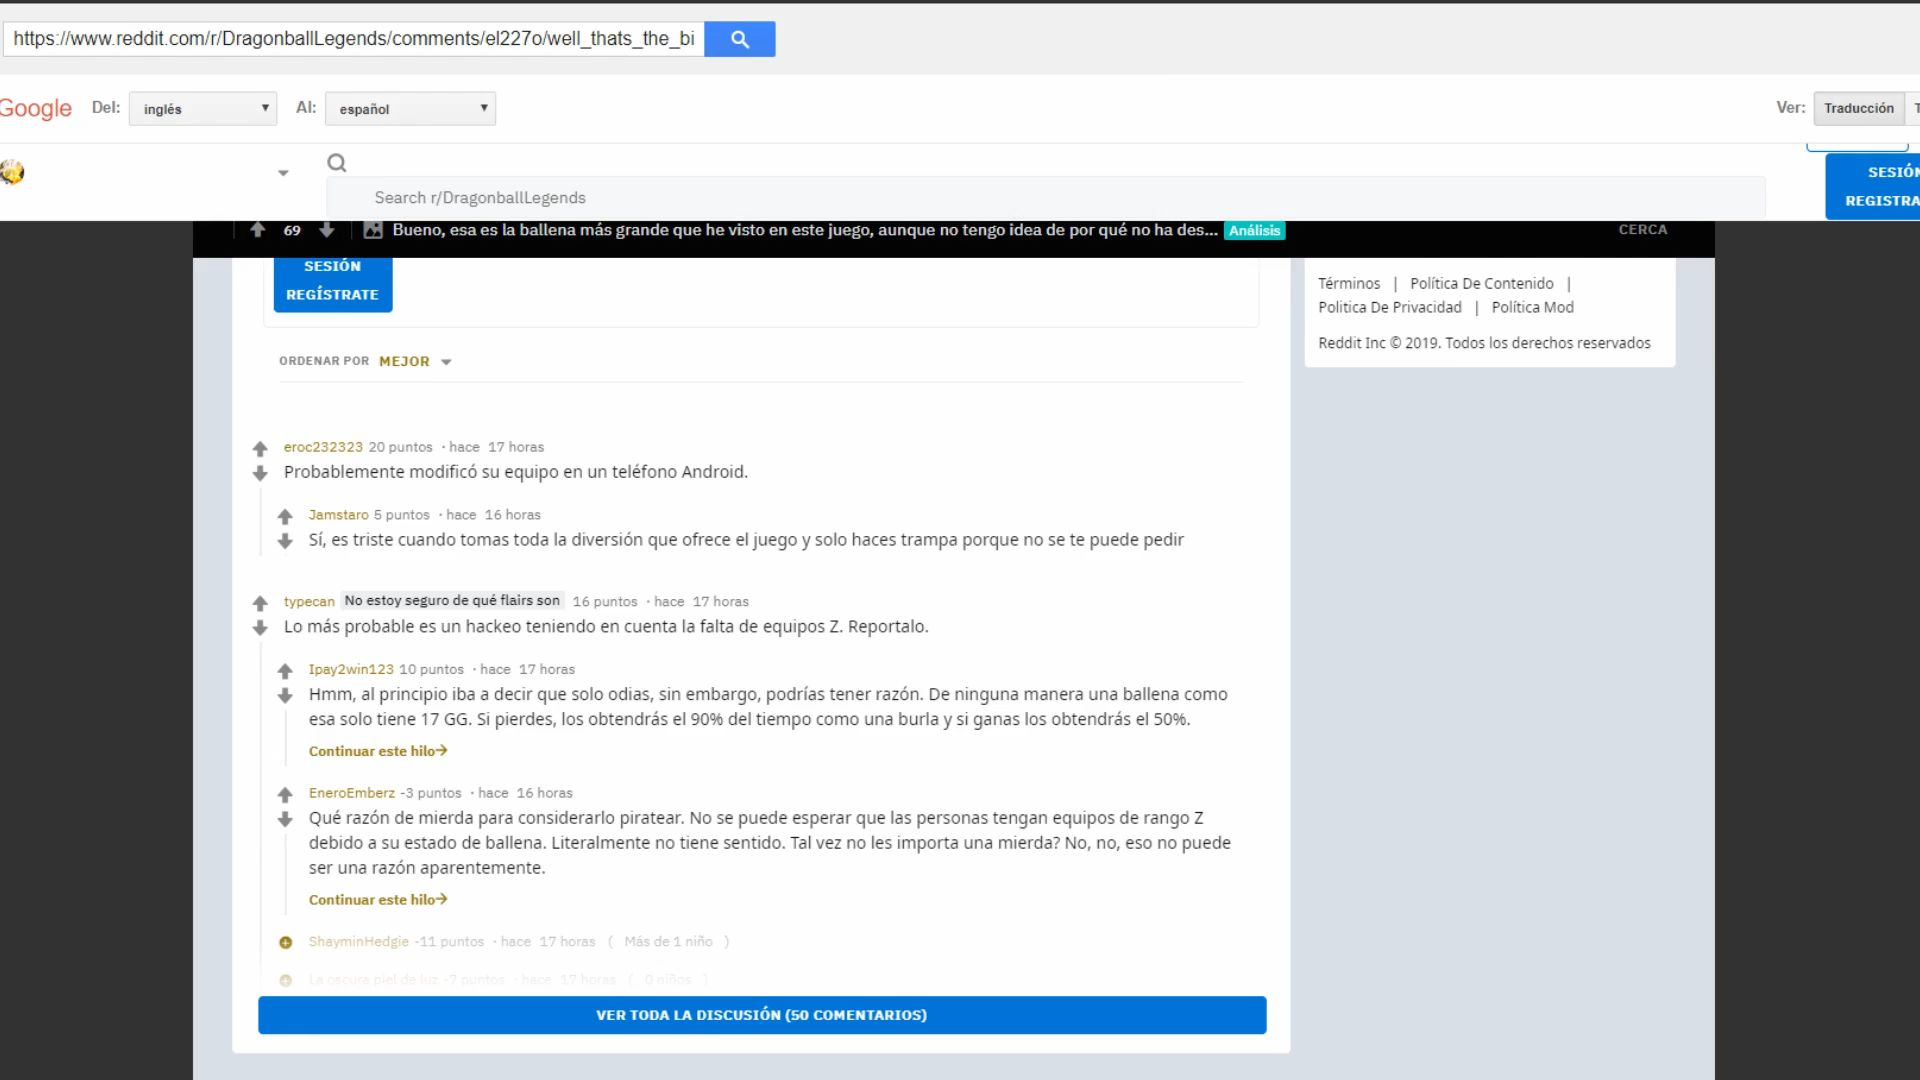 https://www.reddit.com/r/DragonballLegends/comments/el227o/well_thats_the_bi
Google Del: inglés Al: español Ver: Traducción
Search r/DragonballLegends
SESIÓN
REGISTRA
69 Bueno, esa es la ballena más grande que he visto en este juego, aunque no tengo idea de por qué no ha des... Análisis CERCA
SESIÓN
REGÍSTRATE
Términos | Política De Contenido |
Politica De Privacidad | Política Mod
Reddit Inc © 2019. Todos los derechos reservados
ORDENAR POR MEJOR
eroc232323 20 puntos · hace 17 horas
Probablemente modificó su equipo en un teléfono Android.
Jamstaro 5 puntos · hace 16 horas
Sí, es triste cuando tomas toda la diversión que ofrece el juego y solo haces trampa porque no se te puede pedir
typecan No estoy seguro de qué flairs son 16 puntos · hace 17 horas
Lo más probable es un hackeo teniendo en cuenta la falta de equipos Z. Reportalo.
Ipay2win123 10 puntos · hace 17 horas
Hmm, al principio iba a decir que solo odias, sin embargo, podrías tener razón. De ninguna manera una ballena como
esa solo tiene 17 GG. Si pierdes, los obtendrás el 90% del tiempo como una burla y si ganas los obtendrás el 50%.
Continuar este hilo→
EneroEmberz -3 puntos · hace 16 horas
Qué razón de mierda para considerarlo piratear. No se puede esperar que las personas tengan equipos de rango Z
debido a su estado de ballena. Literalmente no tiene sentido. Tal vez no les importa una mierda? No, no, eso no puede
ser una razón aparentemente.
Continuar este hilo→
ShayminHedgie -11 puntos · hace 17 horas ( Más de 1 niño )
La oscura piel de luz -7 puntos · hace 17 horas ( 0 niños )
VER TODA LA DISCUSIÓN (50 COMENTARIOS)